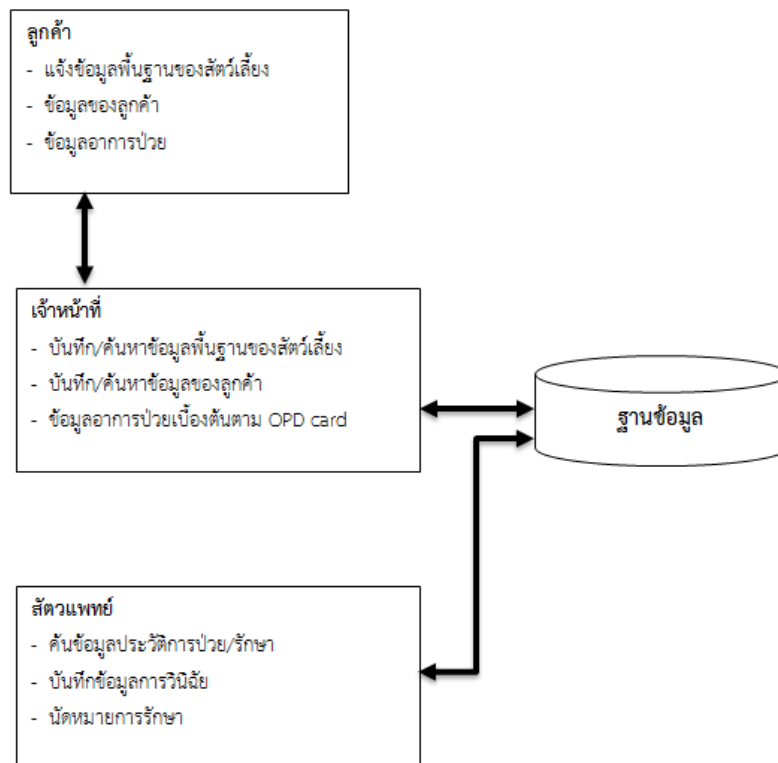 ลูกค้า
- แจ้งข้อมูลพื้นฐานของสัตว์เลี้ยง
- ข้อมูลของลูกค้า
- ข้อมูลอาการป่วย
เจ้าหน้าที่
- บันทึก/ค้นหาข้อมูลพื้นฐานของสัตว์เลี้ยง
- บันทึก/ค้นหาข้อมูลของลูกค้า
- ข้อมูลอาการป่วยเบื้องต้นตาม OPD card
ฐานข้อมูล
สัตวแพทย์
- ค้นข้อมูลประวัติการป่วย/รักษา
- บันทึกข้อมูลการวินิฉัย
- นัดหมายการรักษา